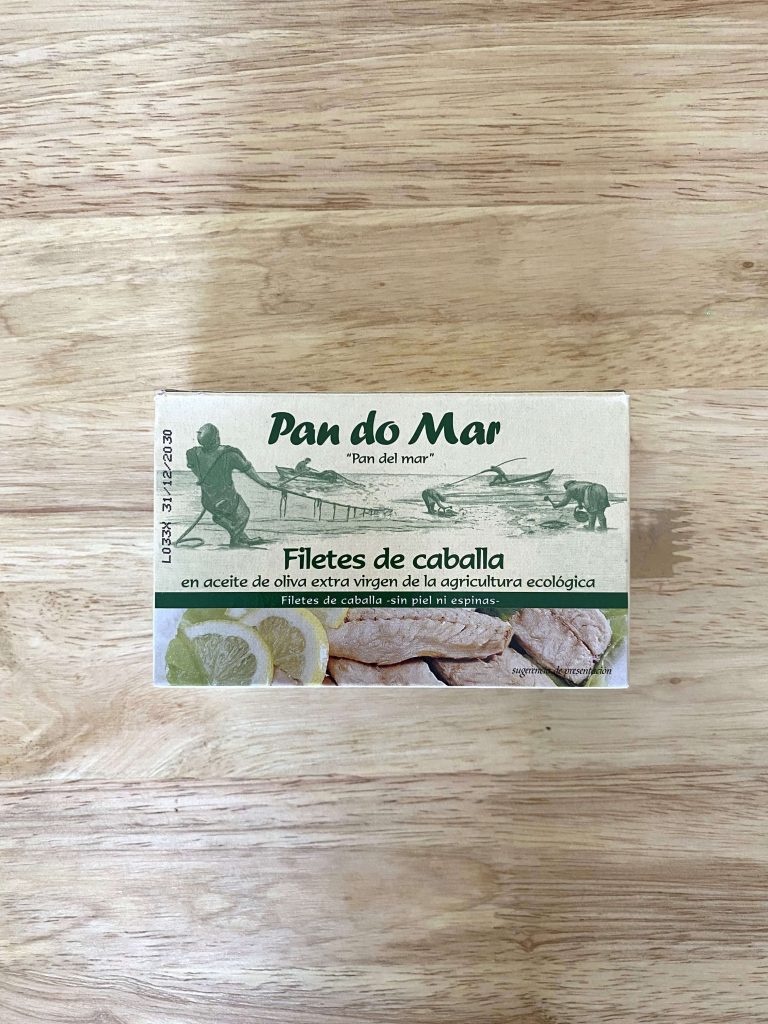 Pan do Mar
"Pan del mar"
L033X 31/12/2030
Filetes de caballa
en aceite de oliva extra virgen de la agricultura ecológica
Filetes de caballa -sin piel ni espinas-
sugerencia de presentación